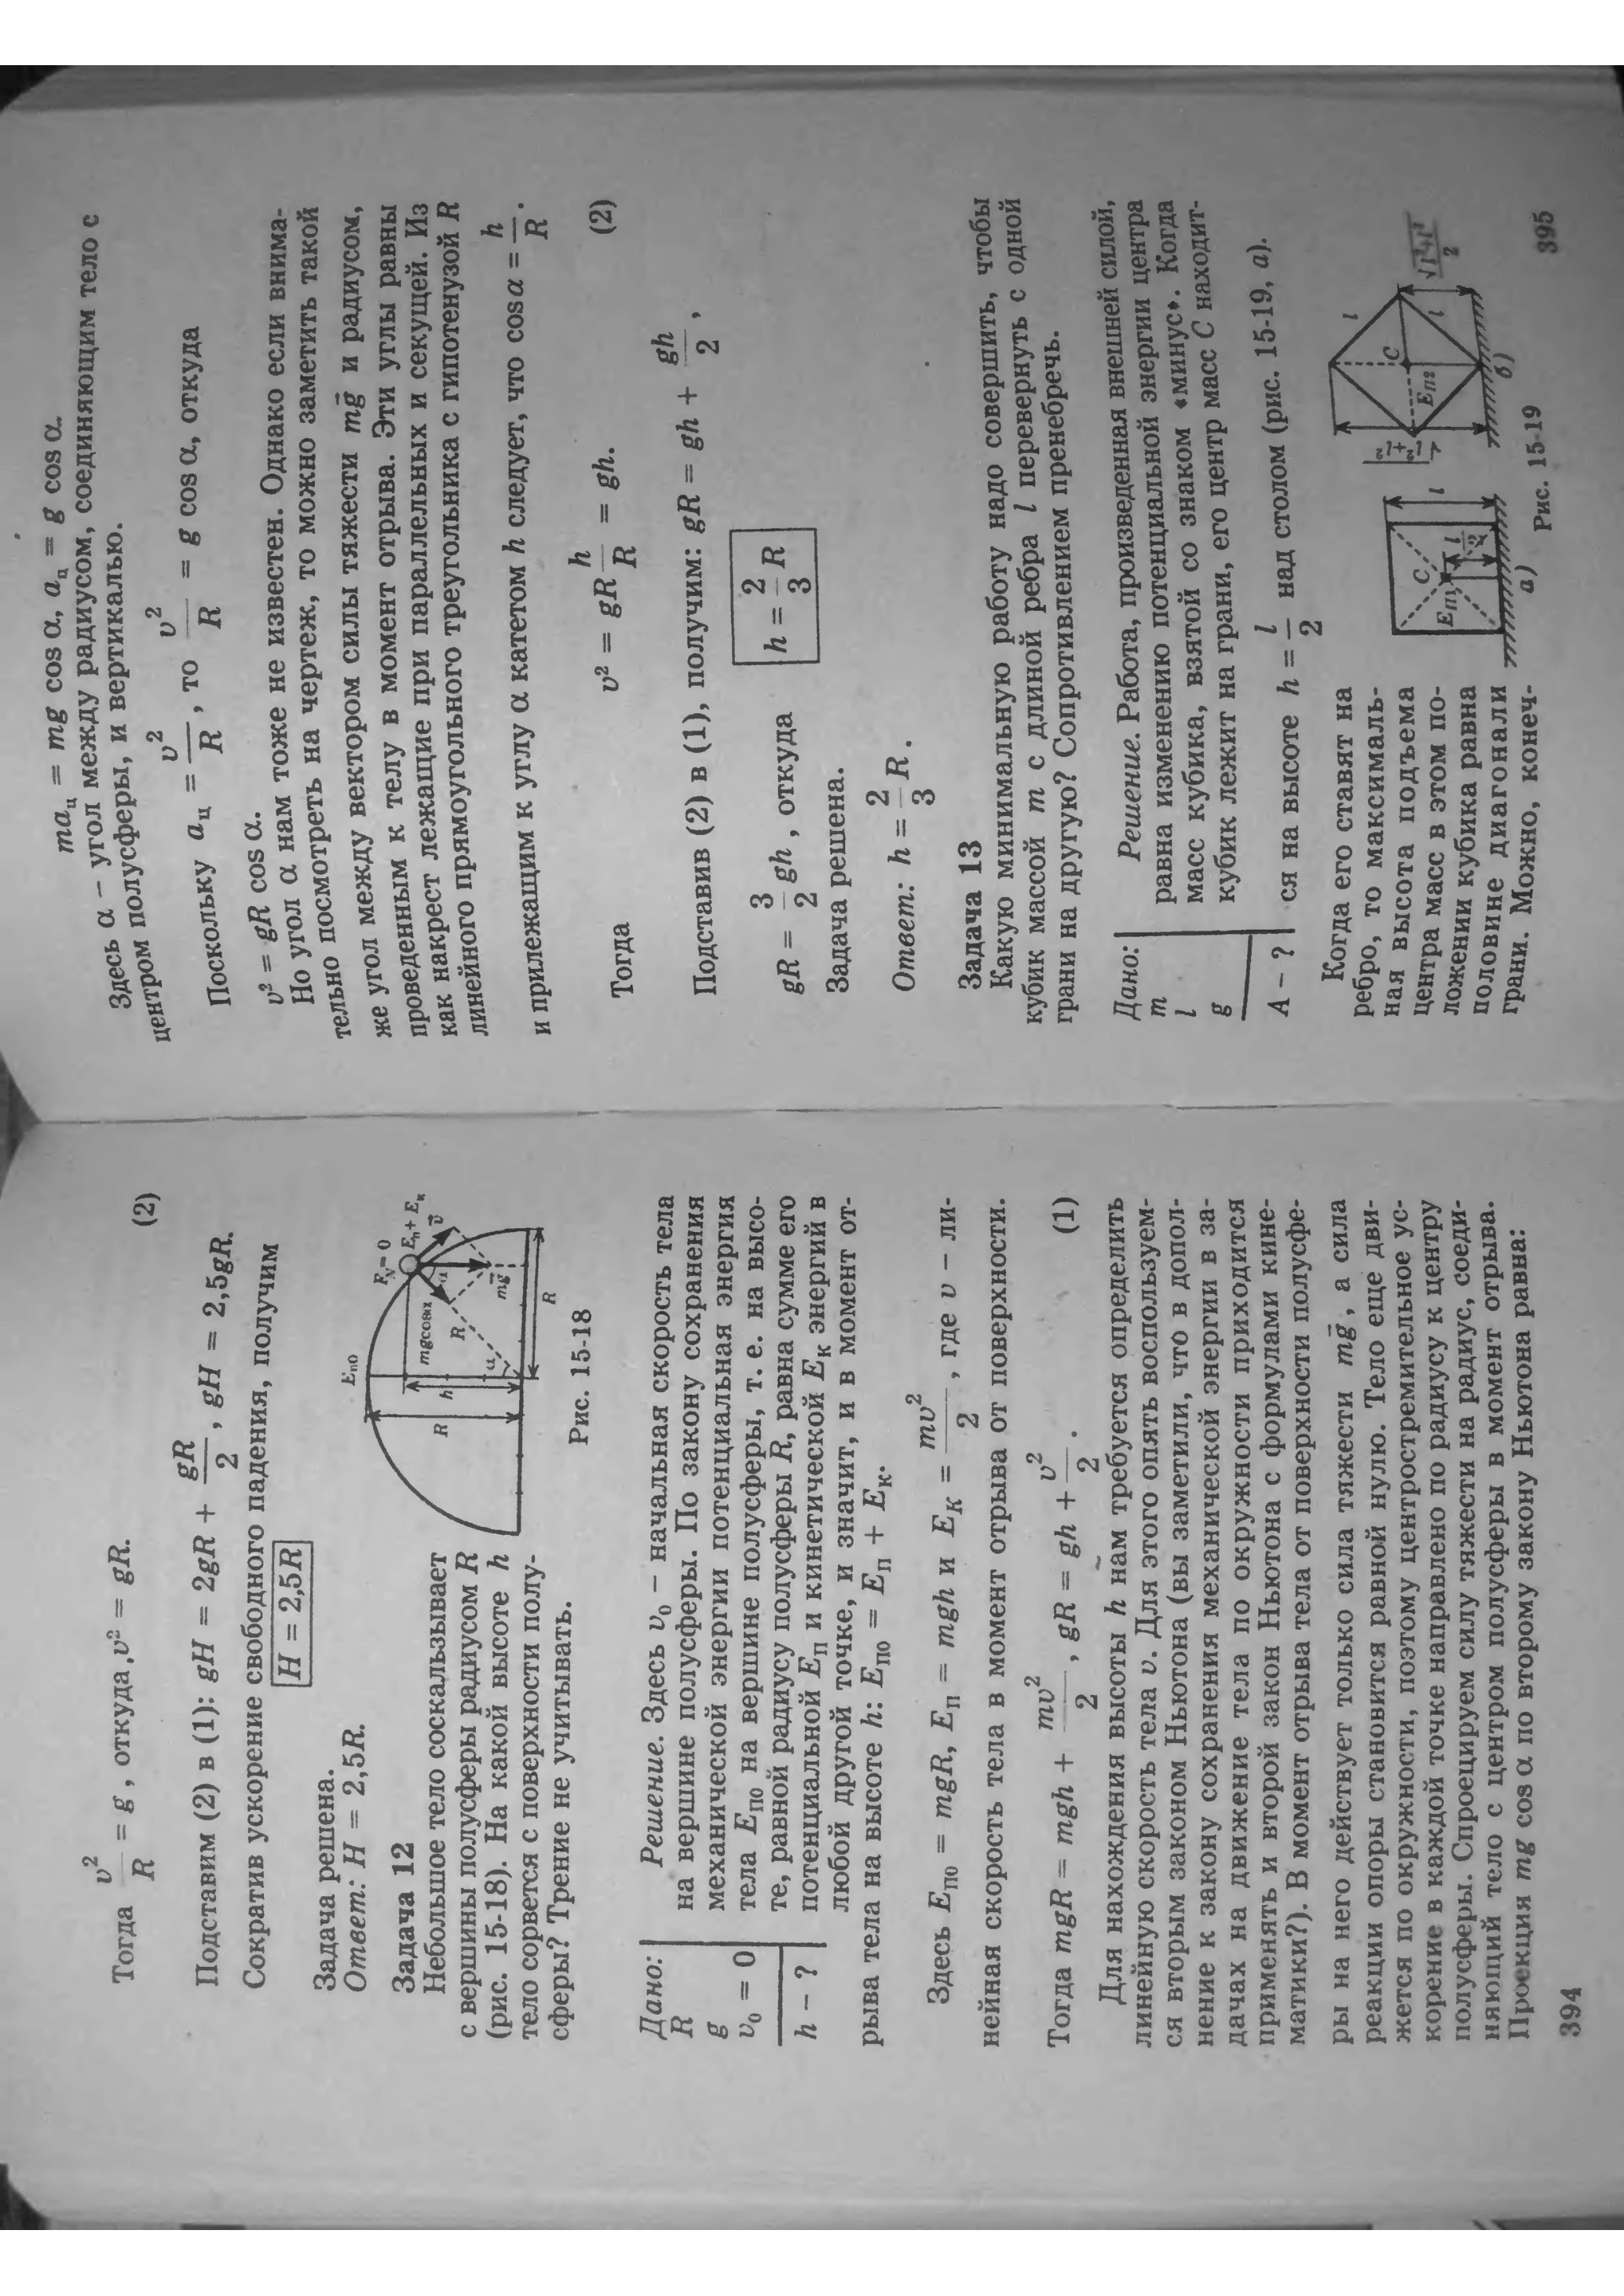 Тогда v²/R = g, откуда, v² = gR. (2)
Подставим (2) в (1): gH = 2gR + gR/2, gH = 2,5gR.
Сократив ускорение свободного падения, получим
H = 2,5R
Задача решена.
Ответ: H = 2,5R.
Задача 12
Небольшое тело соскальзывает
с вершины полусферы радиусом R
(рис. 15-18). На какой высоте h
тело сорвется с поверхности полу-
сферы? Трение не учитывать.
Eпо
F_N = 0
Eп + Eк
v̄
mgcosα
α
mḡ
R
h
R
α
R
Рис. 15-18
Дано:
R
g
v₀ = 0
h – ?
Решение. Здесь v₀ – начальная скорость тела
на вершине полусферы. По закону сохранения
механической энергии потенциальная энергия
тела Eпо на вершине полусферы, т. е. на высо-
те, равной радиусу полусферы R, равна сумме его
потенциальной Eп и кинетической Eк энергий в
любой другой точке, и значит, и в момент от-
рыва тела на высоте h: Eпо = Eп + Eк.
Здесь Eпо = mgR, Eп = mgh и EК = mv²/2, где v – ли-
нейная скорость тела в момент отрыва от поверхности.
Тогда mgR = mgh + mv²/2, gR = gh + v²/2. (1)
Для нахождения высоты h нам требуется определить
линейную скорость тела v. Для этого опять воспользуем-
ся вторым законом Ньютона (вы заметили, что в допол-
нение к закону сохранения механической энергии в за-
дачах на движение тела по окружности приходится
применять и второй закон Ньютона с формулами кине-
матики?). В момент отрыва тела от поверхности полусфе-
ры на него действует только сила тяжести mḡ, а сила
реакции опоры становится равной нулю. Тело еще дви-
жется по окружности, поэтому центростремительное ус-
корение в каждой точке направлено по радиусу к центру
полусферы. Спроецируем силу тяжести на радиус, соеди-
няющий тело с центром полусферы в момент отрыва.
Проекция mg cos α по второму закону Ньютона равна:
394
maц = mg cos α, aц = g cos α.
Здесь α – угол между радиусом, соединяющим тело с
центром полусферы, и вертикалью.
Поскольку aц = v²/R, то v²/R = g cos α, откуда
v² = gR cos α.
Но угол α нам тоже не известен. Однако если внима-
тельно посмотреть на чертеж, то можно заметить такой
же угол между вектором силы тяжести mḡ и радиусом,
проведенным к телу в момент отрыва. Эти углы равны
как накрест лежащие при параллельных и секущей. Из
линейного прямоугольного треугольника с гипотенузой R
и прилежащим к углу α катетом h следует, что cos α = h/R.
Тогда v² = gR h/R = gh. (2)
Подставив (2) в (1), получим: gR = gh + gh/2,
gR = 3/2 gh, откуда h = 2/3 R
Задача решена.
Ответ: h = 2/3 R.
Задача 13
Какую минимальную работу надо совершить, чтобы
кубик массой m с длиной ребра l перевернуть с одной
грани на другую? Сопротивлением пренебречь.
Дано:
m
l
g
A – ?
Решение. Работа, произведенная внешней силой,
равна изменению потенциальной энергии центра
масс кубика, взятой со знаком «минус». Когда
кубик лежит на грани, его центр масс C находит-
ся на высоте h = l/2 над столом (рис. 15-19, а).
Когда его ставят на
ребро, то максималь-
ная высота подъема
центра масс в этом по-
ложении кубика равна
половине диагонали
грани. Можно, конеч-
C
Eп1
l/2
l
а)
l
C
Eп2
l
√l²+l²/2
б)
Рис. 15-19
395